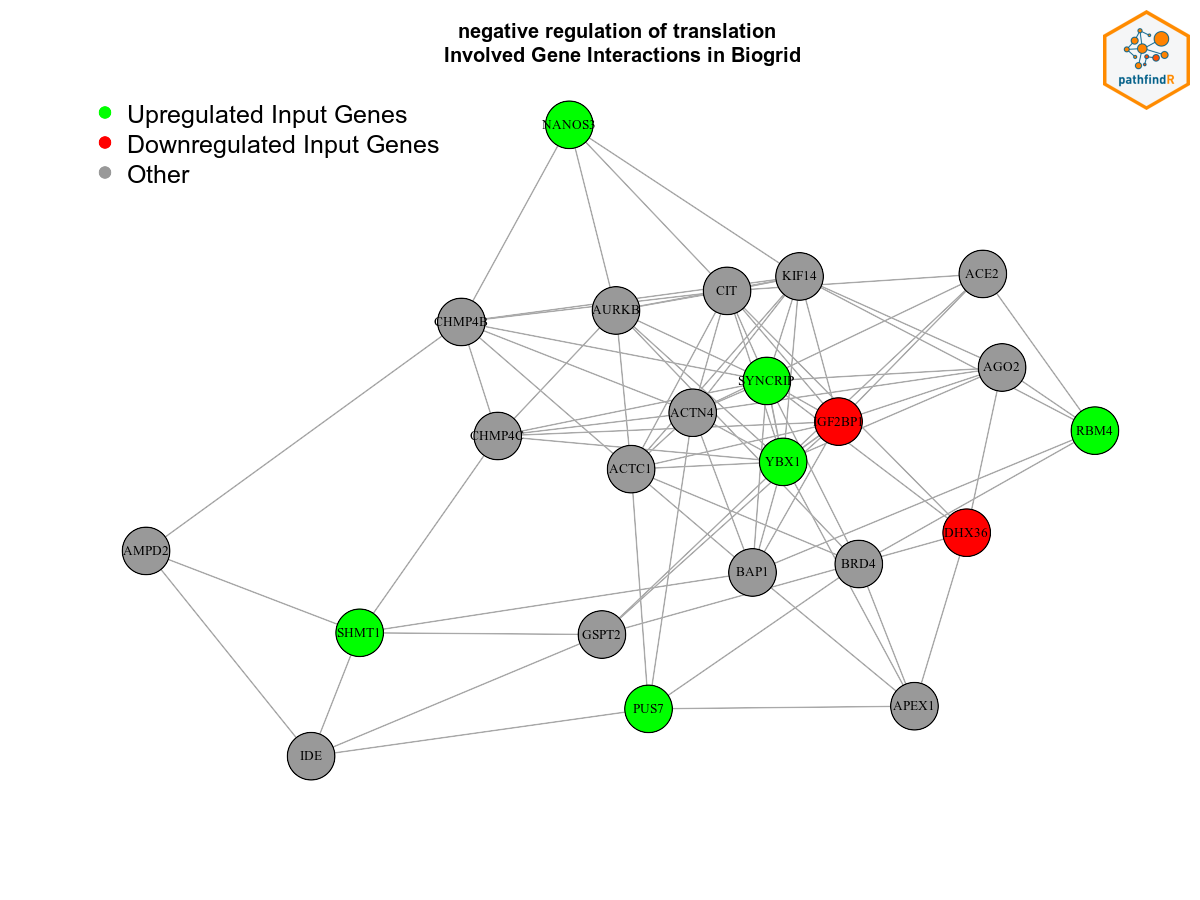 negative regulation of translation
Involved Gene Interactions in Biogrid
pathfindR
Upregulated Input Genes
Downregulated Input Genes
Other
NANOS3
KIF14
ACE2
CIT
AURKB
CHMP4B
AGO2
SYNCRIP
ACTN4
GF2BP1
RBM4
CHMP4C
YBX1
ACTC1
DHX36
AMPD2
BRD4
BAP1
SHMT1
GSPT2
PUS7
APEX1
IDE